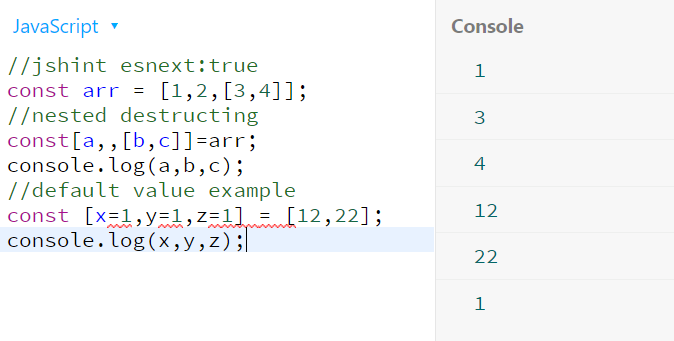 JavaScript
//jshint esnext:true
const arr = [1,2,[3,4]];
//nested destructing
const[a,,[b,c]]=arr;
console.log(a,b,c);
//default value example
const [x=1,y=1,z=1] = [12,22];
console.log(x,y,z);
Console
1
3
4
12
22
1